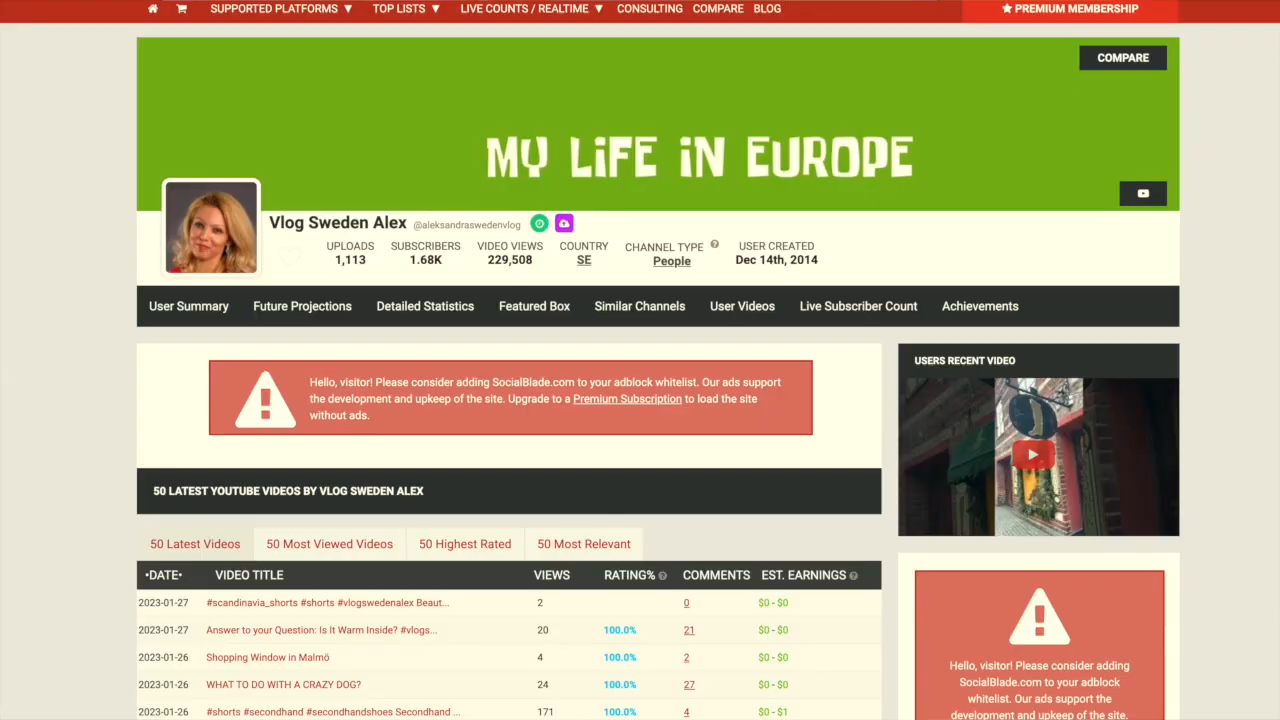 SUPPORTED PLATFORMS ▼ TOP LISTS ▼ LIVE COUNTS / REALTIME ▼ CONSULTING COMPARE BLOG ★ PREMIUM MEMBERSHIP
COMPARE
MY LiFE iN EUROPE
Vlog Sweden Alex @aleksandraswedenvlog
UPLOADS SUBSCRIBERS VIDEO VIEWS COUNTRY CHANNEL TYPE USER CREATED
1,113 1.68K 229,508 SE People Dec 14th, 2014
User Summary Future Projections Detailed Statistics Featured Box Similar Channels User Videos Live Subscriber Count Achievements
Hello, visitor! Please consider adding SocialBlade.com to your adblock whitelist. Our ads support
the development and upkeep of the site. Upgrade to a Premium Subscription to load the site
without ads.
USERS RECENT VIDEO
50 LATEST YOUTUBE VIDEOS BY VLOG SWEDEN ALEX
50 Latest Videos 50 Most Viewed Videos 50 Highest Rated 50 Most Relevant
•DATE• VIDEO TITLE VIEWS RATING% COMMENTS EST. EARNINGS
2023-01-27 #scandinavia_shorts #shorts #vlogswedenalex Beaut... 2 0 $0 - $0
2023-01-27 Answer to your Question: Is It Warm Inside? #vlogs... 20 100.0% 21 $0 - $0
2023-01-26 Shopping Window in Malmö 4 100.0% 2 $0 - $0
2023-01-26 WHAT TO DO WITH A CRAZY DOG? 24 100.0% 27 $0 - $0
2023-01-26 #shorts #secondhand #secondhandshoes Secondhand ... 171 100.0% 4 $0 - $1
Hello, visitor! Please consider adding
SocialBlade.com to your adblock
whitelist. Our ads support the
development and upkeep of the site.